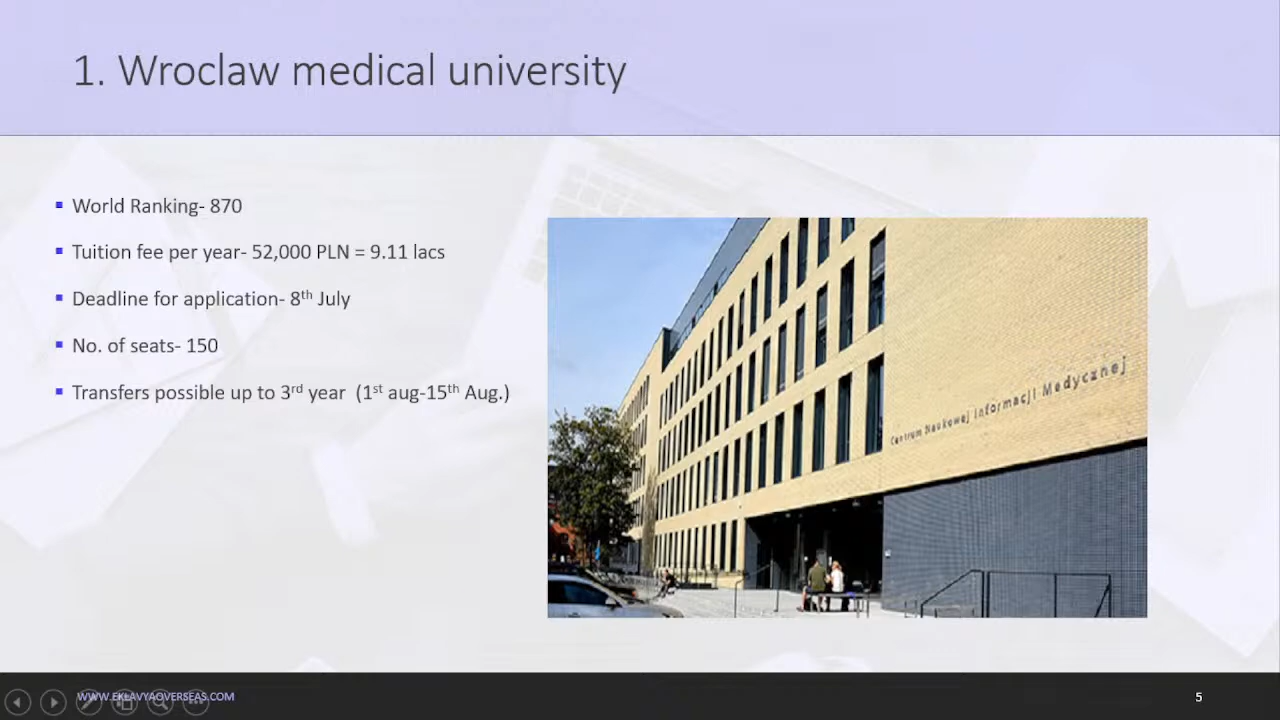 1. Wroclaw medical university
World Ranking- 870
Tuition fee per year- 52,000 PLN = 9.11 lacs
Deadline for application- 8th July
No. of seats- 150
Transfers possible up to 3rd year (1st aug-15th Aug.)
Centrum Naukowej Informacji Medycznej
WWW.EKLAVYAOVERSEAS.COM
5